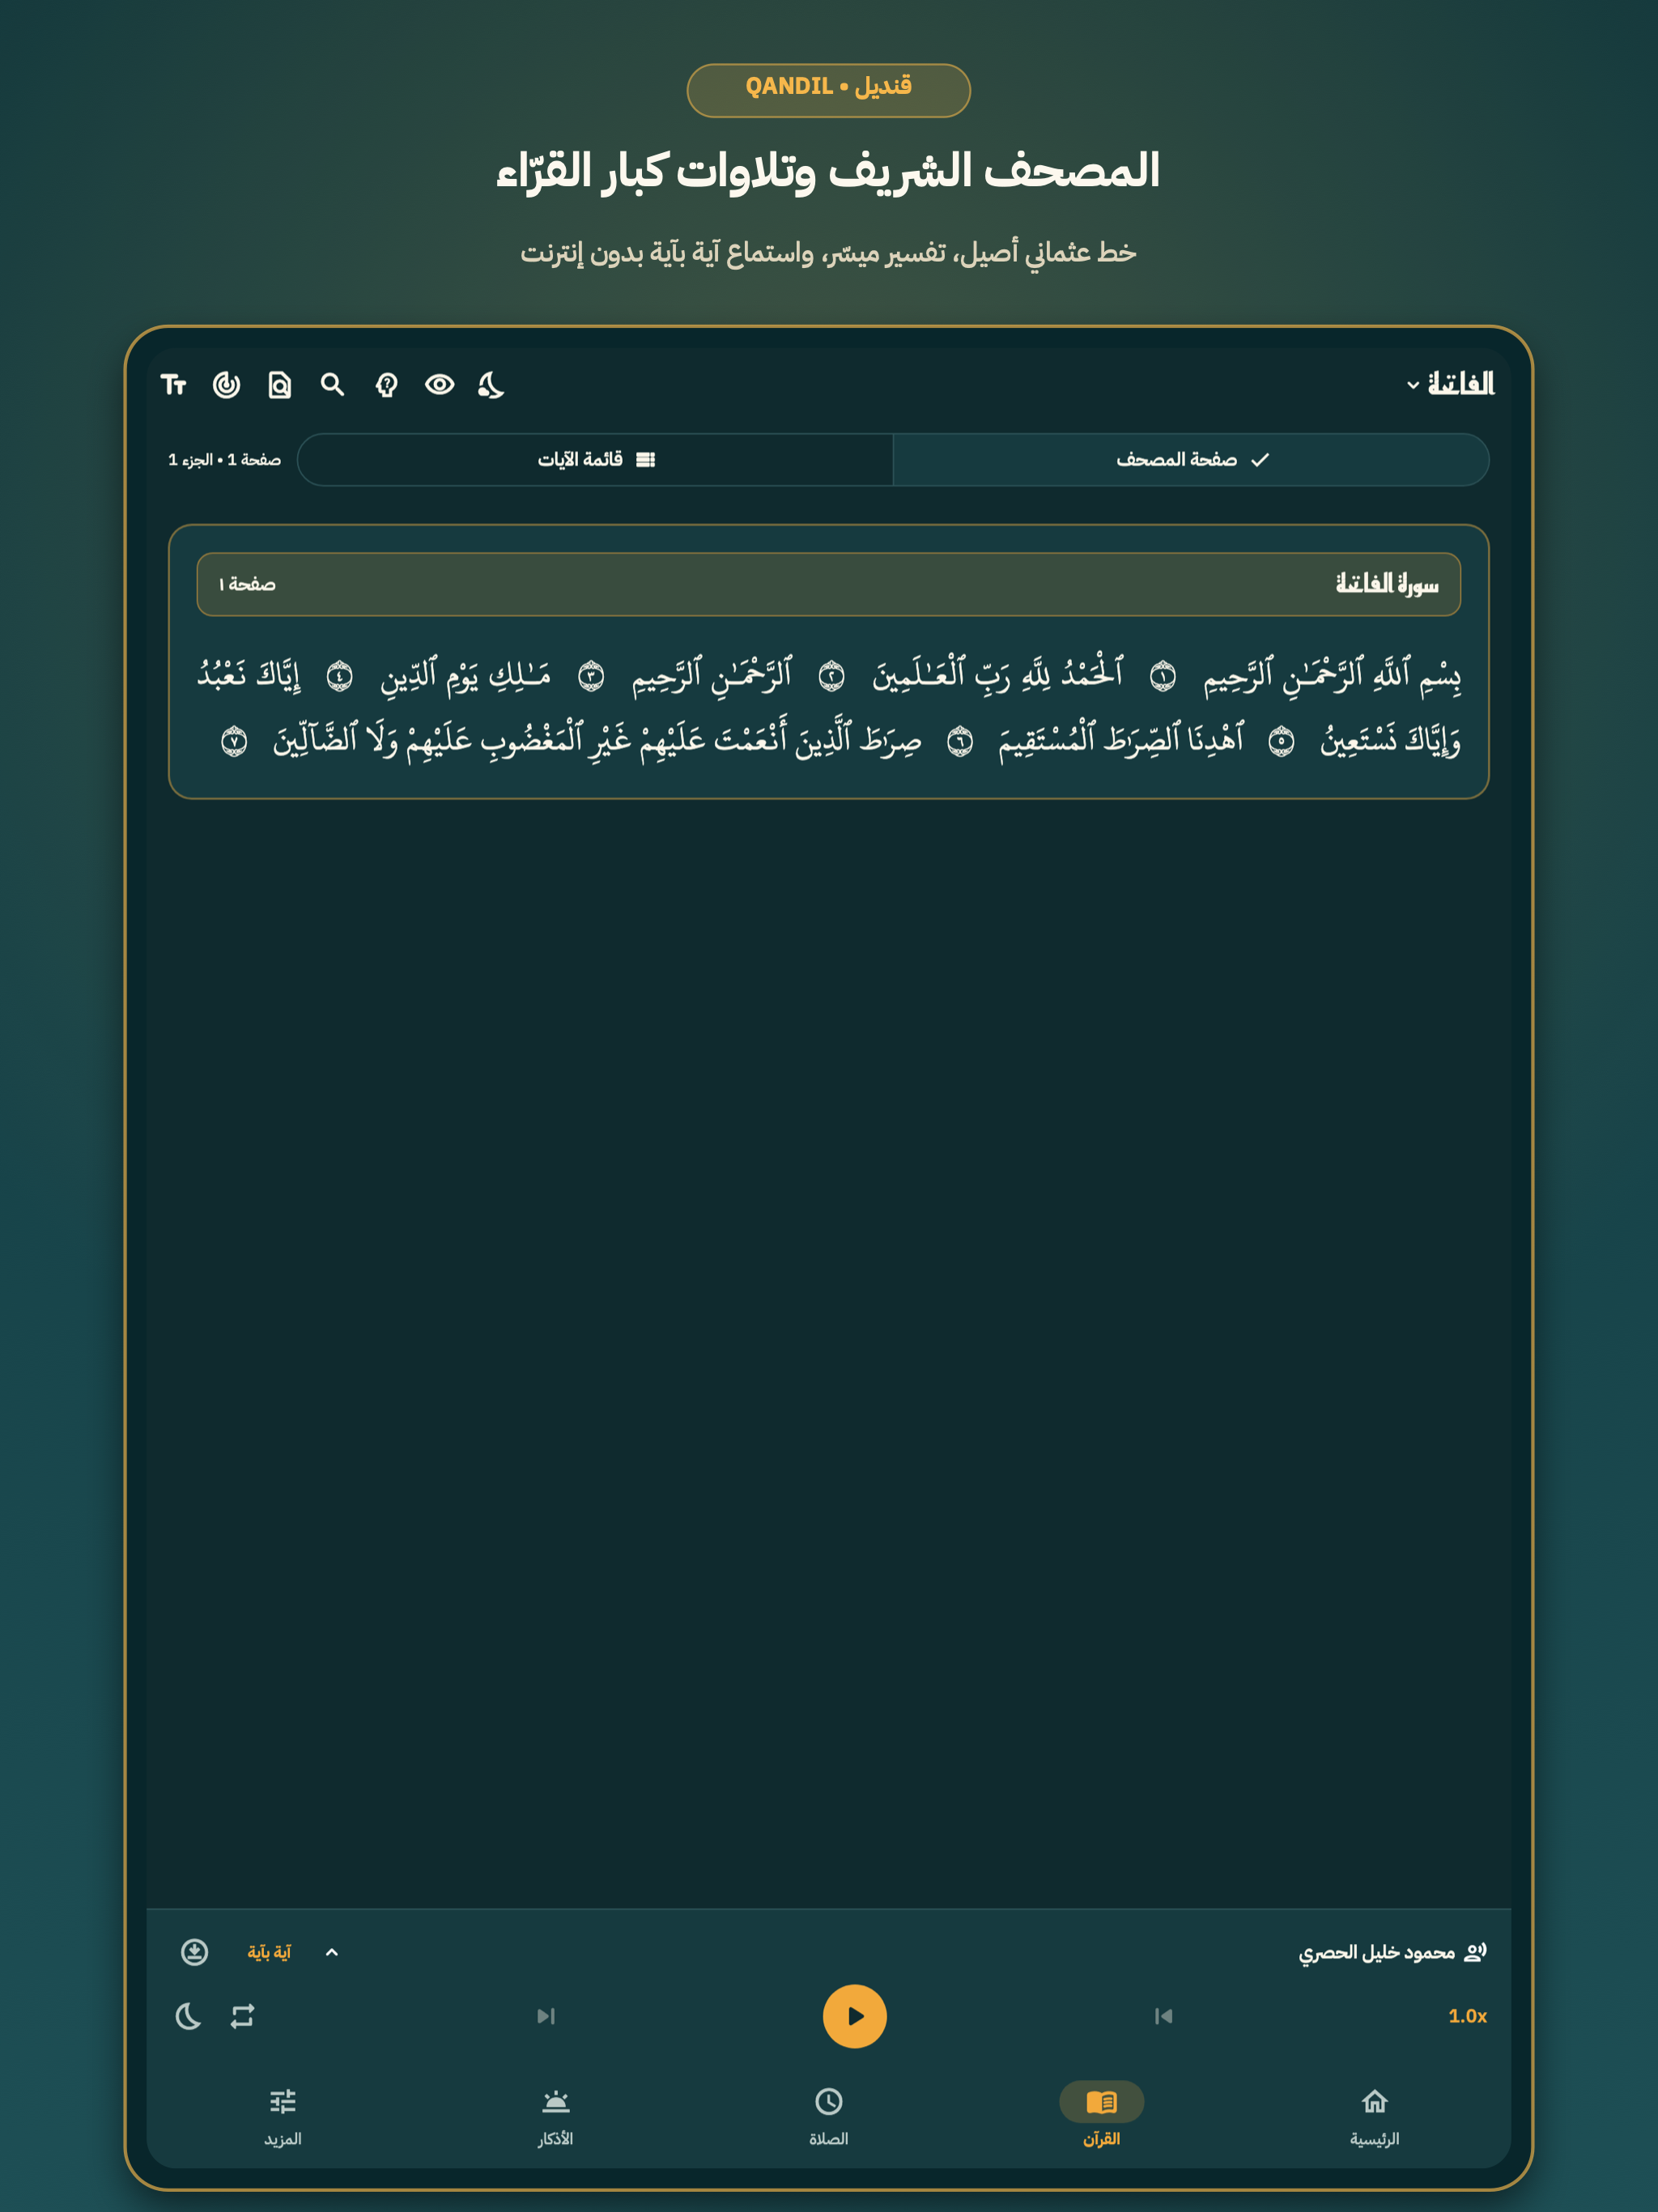 قنديل • QANDIL
المصحف الشريف وتلاوات كبار القرّاء
خط عثماني أصيل، تفسير ميسّر، واستماع آية بآية بدون إنترنت
الفاتحة
صفحة المصحف
قائمة الآيات
صفحة 1 • الجزء 1
سورة الفاتحة
صفحة ١
بِسْمِ ٱللَّهِ ٱلرَّحْمَـٰنِ ٱلرَّحِيمِ ١ ٱلْحَمْدُ لِلَّهِ رَبِّ ٱلْعَـٰلَمِينَ ٢ ٱلرَّحْمَـٰنِ ٱلرَّحِيمِ ٣ مَـٰلِكِ يَوْمِ ٱلدِّينِ ٤ إِيَّاكَ نَعْبُدُ
وَإِيَّاكَ نَسْتَعِينُ ٥ ٱهْدِنَا ٱلصِّرَٰطَ ٱلْمُسْتَقِيمَ ٦ صِرَٰطَ ٱلَّذِينَ أَنْعَمْتَ عَلَيْهِمْ غَيْرِ ٱلْمَغْضُوبِ عَلَيْهِمْ وَلَا ٱلضَّآلِّينَ ٧
محمود خليل الحصري
آية بآية
1.0x
الرئيسية
القرآن
الصلاة
الأذكار
المزيد